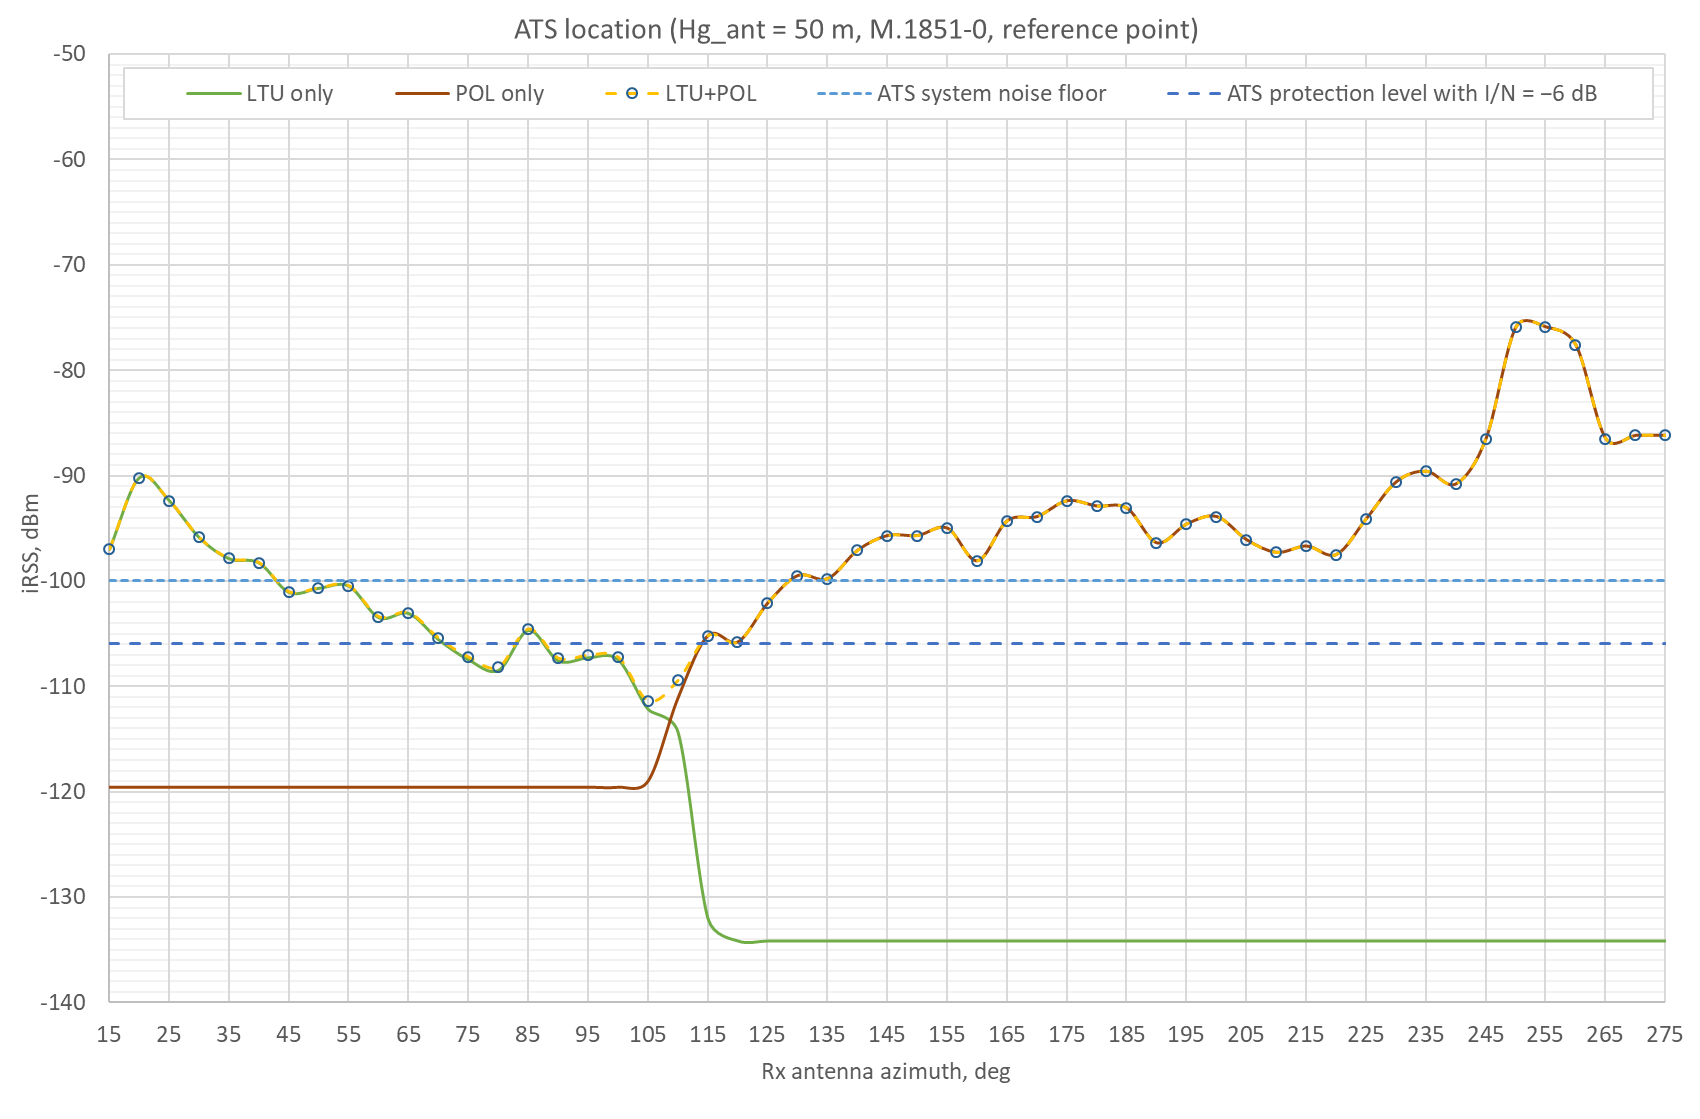 ATS location (Hg_ant = 50 m, M.1851-0, reference point)
LTU only POL only LTU+POL ATS system noise floor ATS protection level with I/N = −6 dB
-50
-60
-70
-80
-90
-100
-110
-120
-130
-140
iRSS, dBm
15 25 35 45 55 65 75 85 95 105 115 125 135 145 155 165 175 185 195 205 215 225 235 245 255 265 275
Rx antenna azimuth, deg